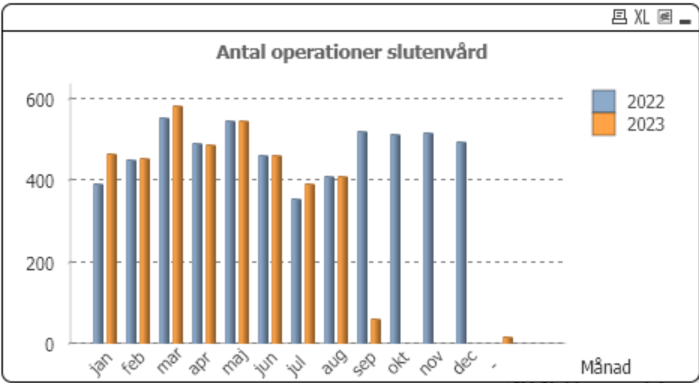 XL
Antal operationer slutenvård
600
400
200
0
2022
2023
jan feb mar apr maj jun jul aug sep okt nov dec -
Månad